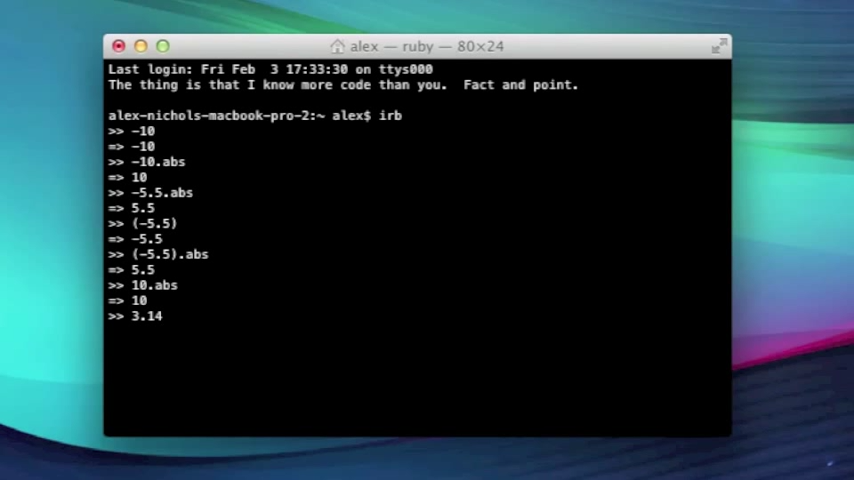 alex — ruby — 80×24
Last login: Fri Feb  3 17:33:30 on ttys000
The thing is that I know more code than you.  Fact and point.
alex-nichols-macbook-pro-2:~ alex$ irb
>> -10
=> -10
>> -10.abs
=> 10
>> -5.5.abs
=> 5.5
>> (-5.5)
=> -5.5
>> (-5.5).abs
=> 5.5
>> 10.abs
=> 10
>> 3.14